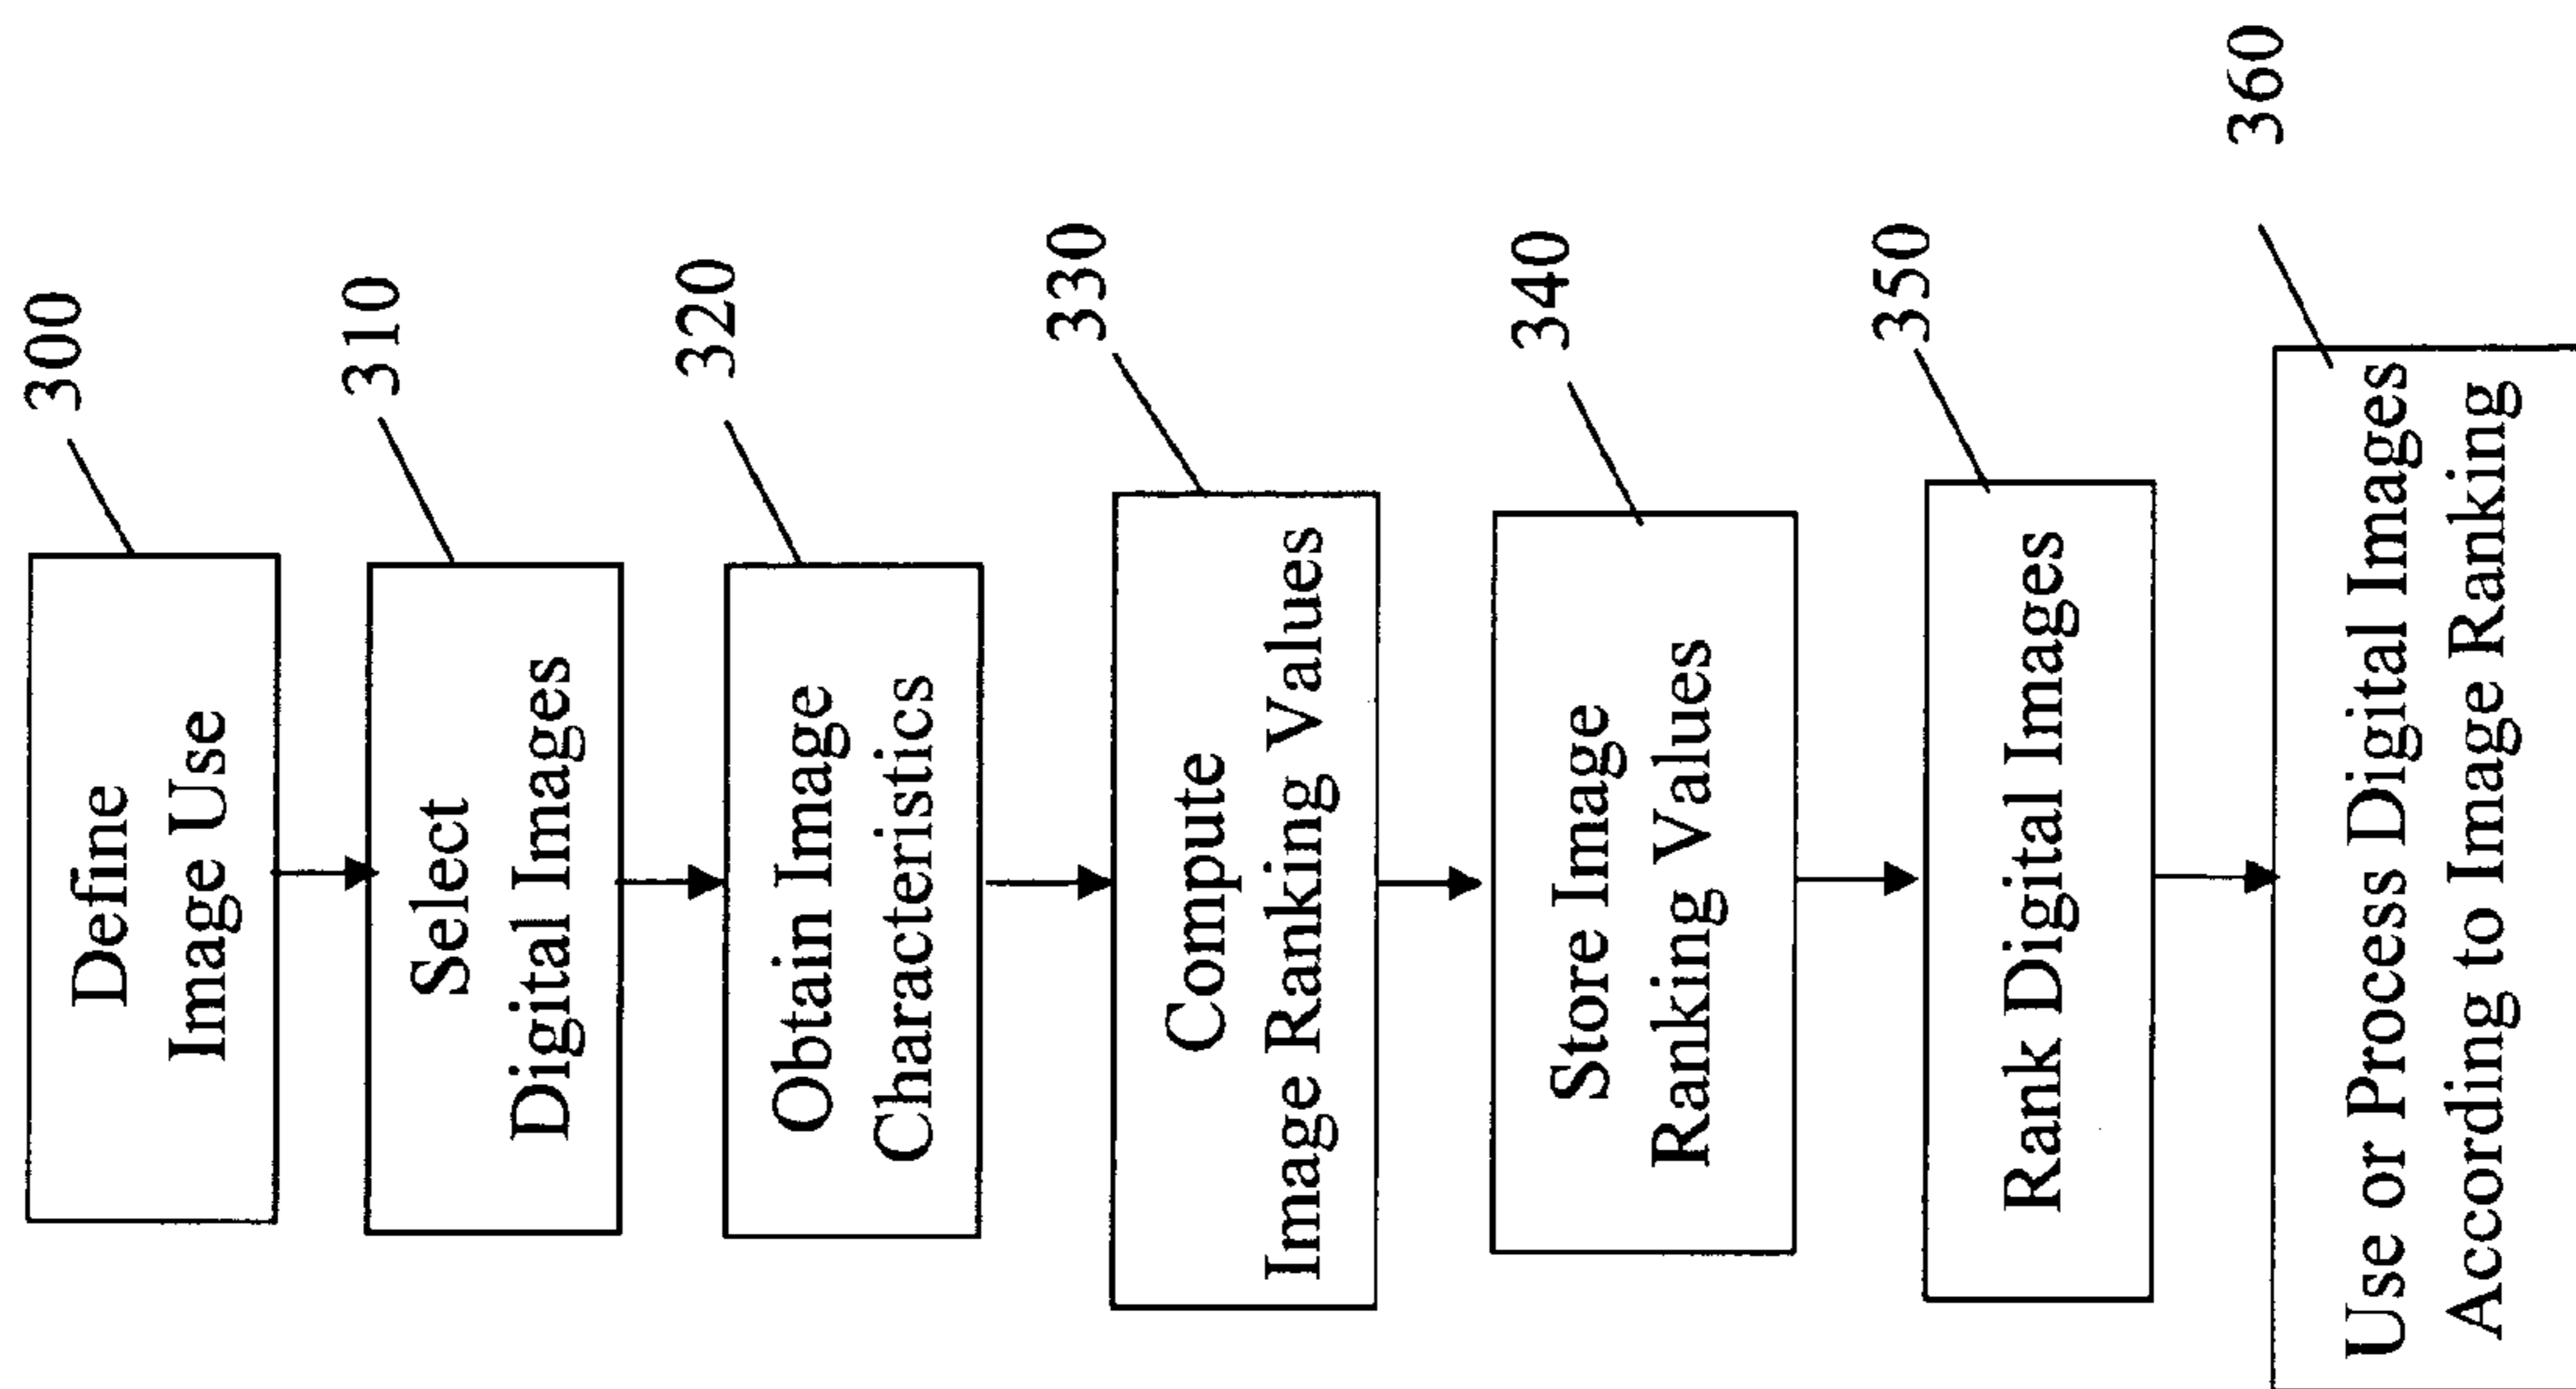 300
Define
Image Use
310
Select
Digital Images
320
Obtain Image
Characteristics
330
Compute
Image Ranking Values
340
Store Image
Ranking Values
350
Rank Digital Images
360
Use or Process Digital Images
According to Image Ranking